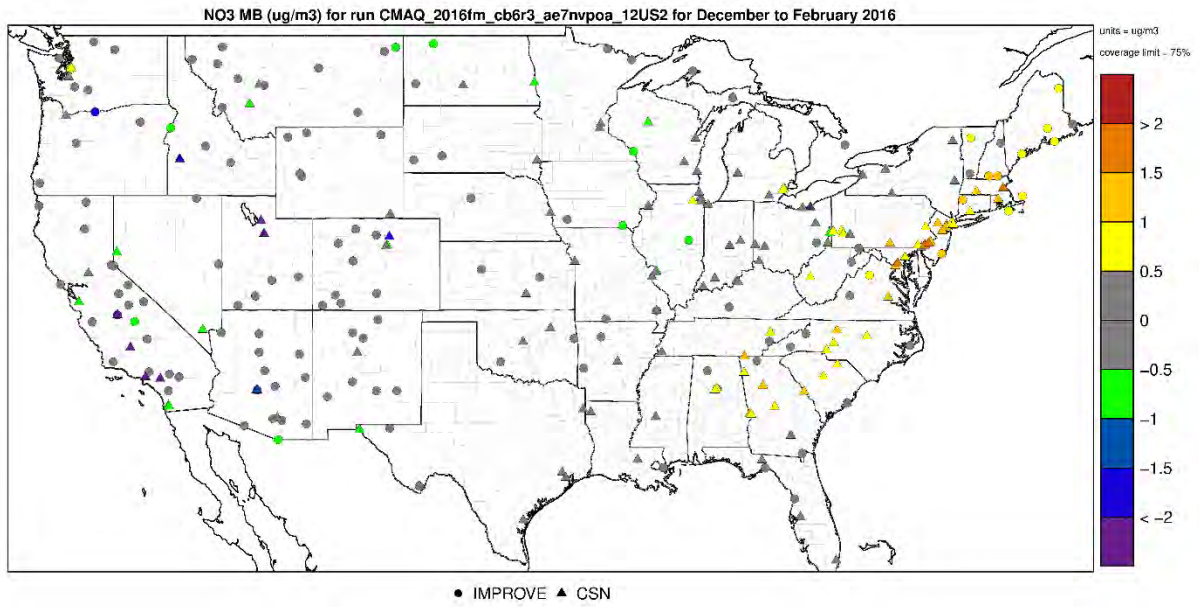 NO3 MB (ug/m3) for run CMAQ_2016fm_cb6r3_ae7nvpoa_12US2 for December to February 2016
units = ug/m3
coverage limit = 75%
> 2
1.5
1
0.5
0
−0.5
−1
−1.5
< −2
● IMPROVE ▲ CSN